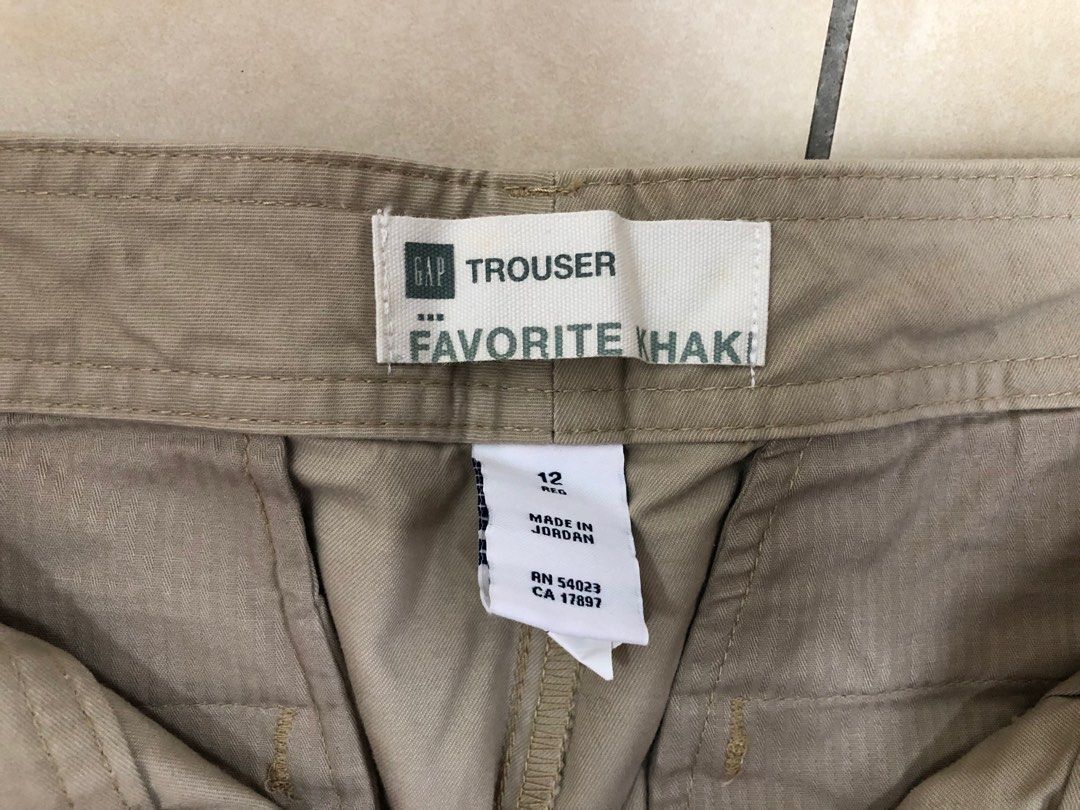 GAP TROUSER
FAVORITE KHAKI
12
REG
MADE IN
JORDAN
RN 54023
CA 17897